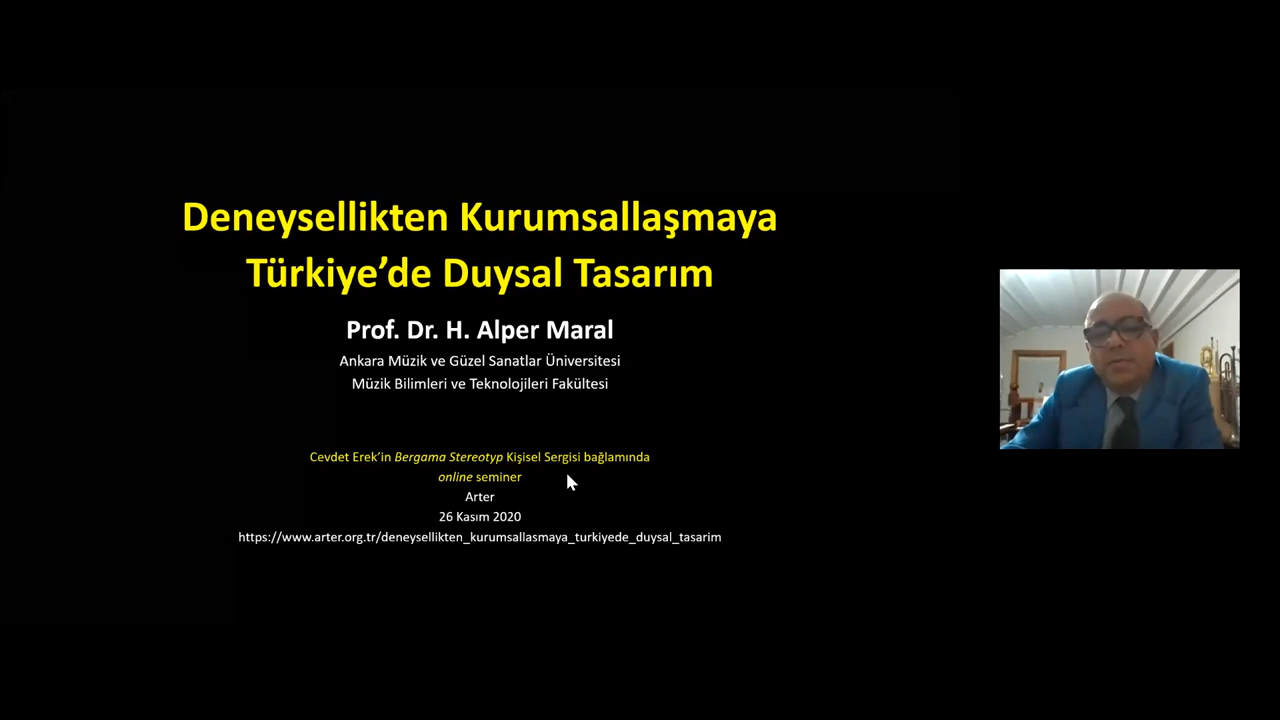 Deneysellikten Kurumsallaşmaya
Türkiye’de Duysal Tasarım
Prof. Dr. H. Alper Maral
Ankara Müzik ve Güzel Sanatlar Üniversitesi
Müzik Bilimleri ve Teknolojileri Fakültesi
Cevdet Erek’in Bergama Stereotyp Kişisel Sergisi bağlamında
online seminer
Arter
26 Kasım 2020
https://www.arter.org.tr/deneysellikten_kurumsallasmaya_turkiyede_duysal_tasarim